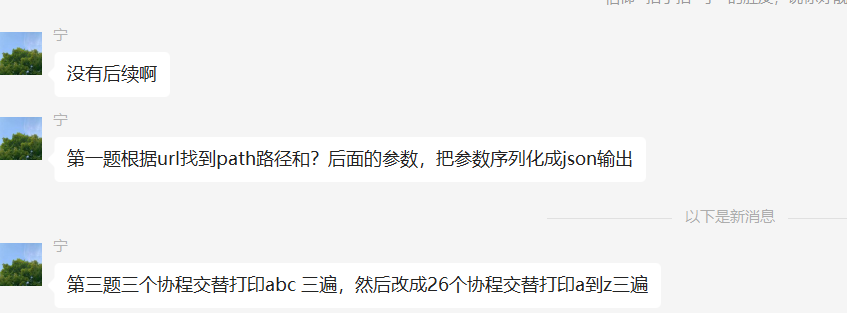 宁
没有后续啊
宁
第一题根据url找到path路径和？后面的参数，把参数序列化成json输出
以下是新消息
宁
第三题三个协程交替打印abc 三遍，然后改成26个协程交替打印a到z三遍